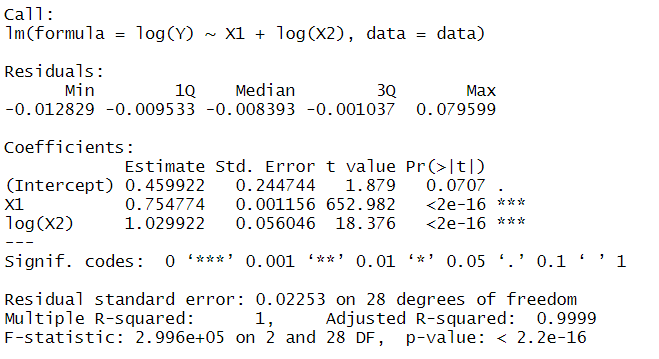 Call:
lm(formula = log(Y) ~ X1 + log(X2), data = data)
Residuals:
Min 1Q Median 3Q Max
-0.012829 -0.009533 -0.008393 -0.001037 0.079599
Coefficients:
Estimate Std. Error t value Pr(>|t|)
(Intercept) 0.459922 0.244744 1.879 0.0707 .
X1 0.754774 0.001156 652.982 <2e-16 ***
log(X2) 1.029922 0.056046 18.376 <2e-16 ***
---
Signif. codes: 0 ‘***’ 0.001 ‘**’ 0.01 ‘*’ 0.05 ‘.’ 0.1 ‘ ’ 1
Residual standard error: 0.02253 on 28 degrees of freedom
Multiple R-squared: 1, Adjusted R-squared: 0.9999
F-statistic: 2.996e+05 on 2 and 28 DF, p-value: < 2.2e-16